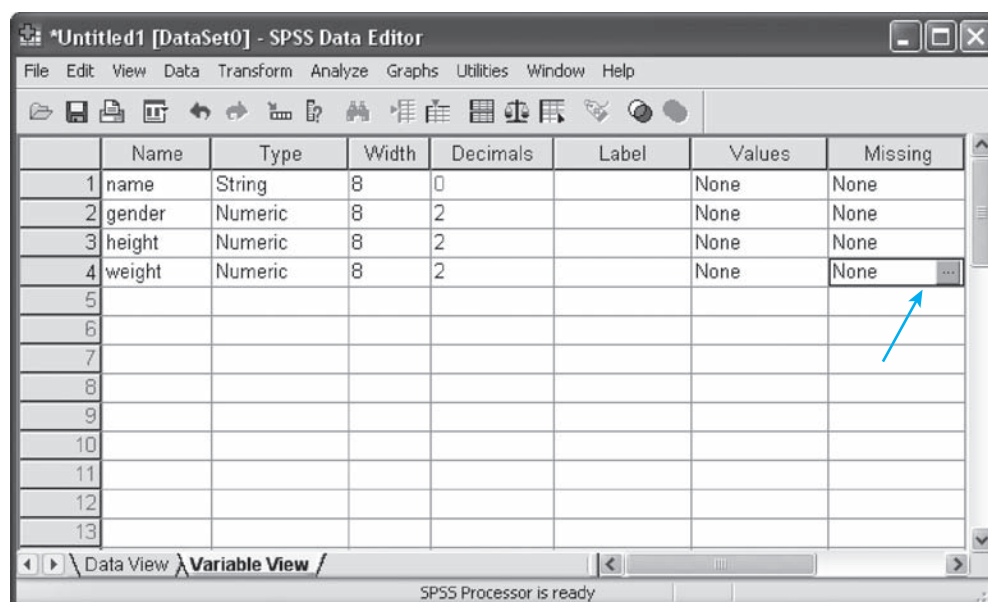 *Untitled1 [DataSet0] - SPSS Data Editor
File Edit View Data Transform Analyze Graphs Utilities Window Help
Name Type Width Decimals Label Values Missing
1 name String 8 0 None None
2 gender Numeric 8 2 None None
3 height Numeric 8 2 None None
4 weight Numeric 8 2 None None ...
5
6
7
8
9
10
11
12
13
Data View Variable View
SPSS Processor is ready